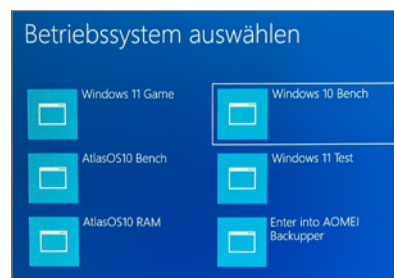 Betriebssystem auswählen
Windows 11 Game
Windows 10 Bench
AtlasOS10 Bench
Windows 11 Test
AtlasOS10 RAM
Enter into AOMEI
Backupper